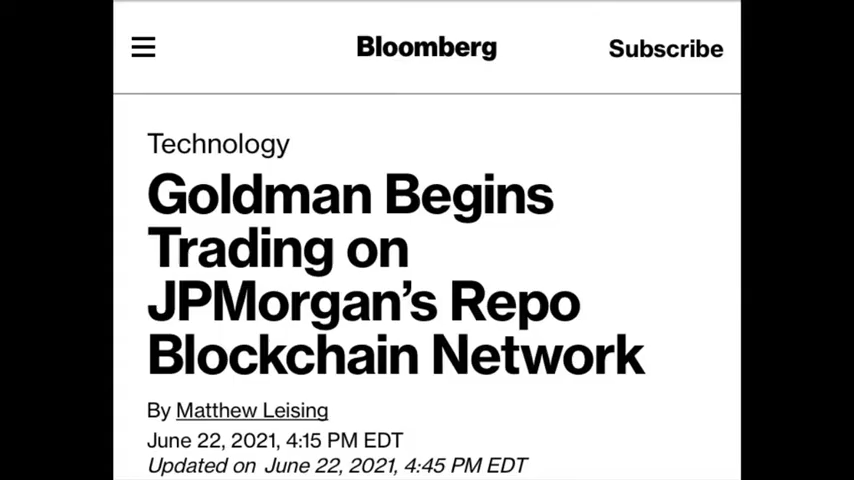 Bloomberg
Subscribe
Technology
Goldman Begins
Trading on
JPMorgan’s Repo
Blockchain Network
By Matthew Leising
June 22, 2021, 4:15 PM EDT
Updated on June 22, 2021, 4:45 PM EDT